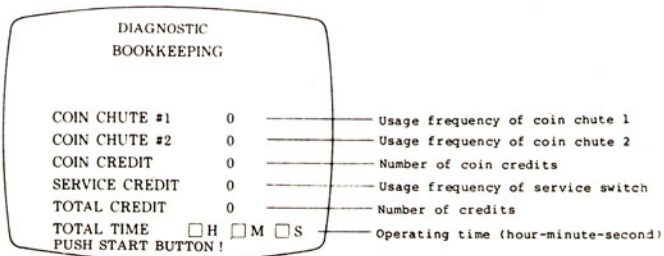 DIAGNOSTIC
BOOKKEEPING
COIN CHUTE #1 0 Usage frequency of coin chute 1
COIN CHUTE #2 0 Usage frequency of coin chute 2
COIN CREDIT 0 Number of coin credits
SERVICE CREDIT 0 Usage frequency of service switch
TOTAL CREDIT 0 Number of credits
TOTAL TIME □H □M □S Operating time (hour-minute-second)
PUSH START BUTTON!